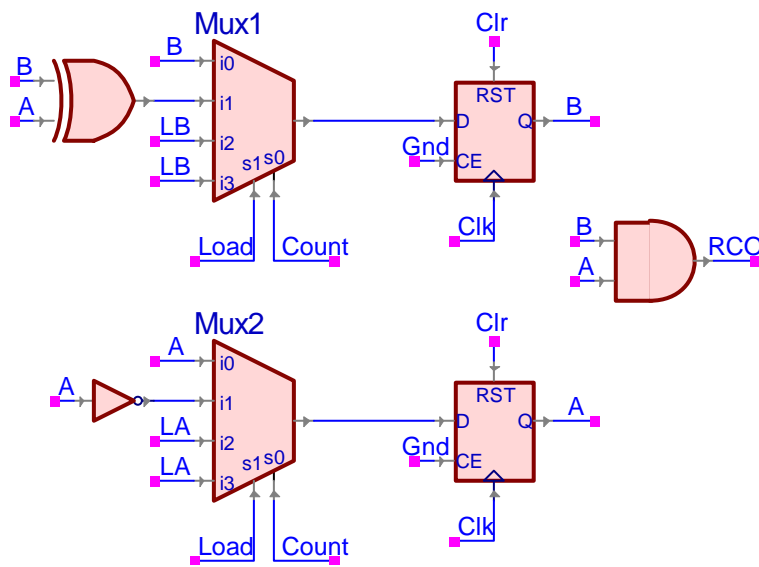 Mux1
Clr
B
i0
RST
B
i1
D
Q
B
A
LB
i2
Gnd
CE
LB
i3
s1
s0
Clk
B
Load
Count
A
RCO
Mux2
Clr
A
i0
RST
A
i1
D
Q
A
LA
i2
Gnd
CE
LA
i3
s1
s0
Clk
Load
Count